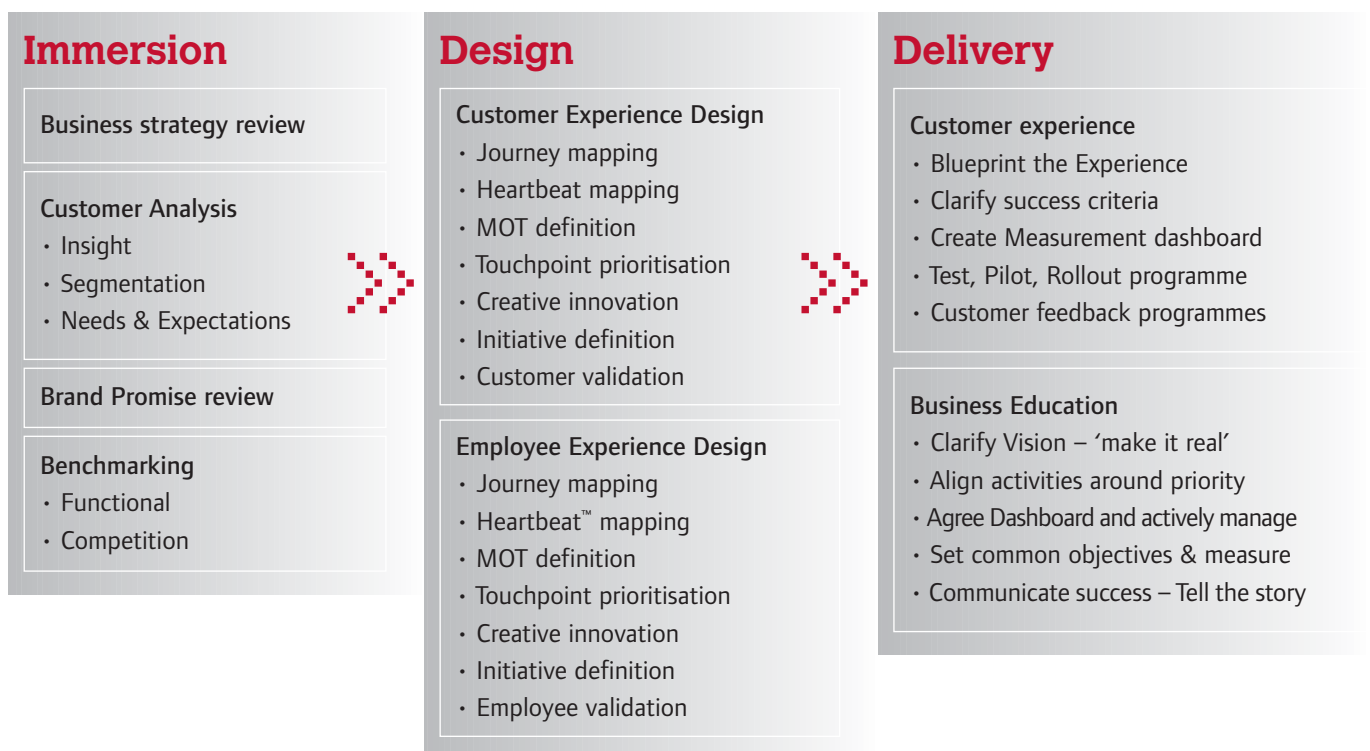 Immersion
Business strategy review
Customer Analysis
· Insight
· Segmentation
· Needs & Expectations
Brand Promise review
Benchmarking
· Functional
· Competition
Design
Customer Experience Design
· Journey mapping
· Heartbeat mapping
· MOT definition
· Touchpoint prioritisation
· Creative innovation
· Initiative definition
· Customer validation
Employee Experience Design
· Journey mapping
· Heartbeat™ mapping
· MOT definition
· Touchpoint prioritisation
· Creative innovation
· Initiative definition
· Employee validation
Delivery
Customer experience
· Blueprint the Experience
· Clarify success criteria
· Create Measurement dashboard
· Test, Pilot, Rollout programme
· Customer feedback programmes
Business Education
· Clarify Vision – ‘make it real’
· Align activities around priority
· Agree Dashboard and actively manage
· Set common objectives & measure
· Communicate success – Tell the story